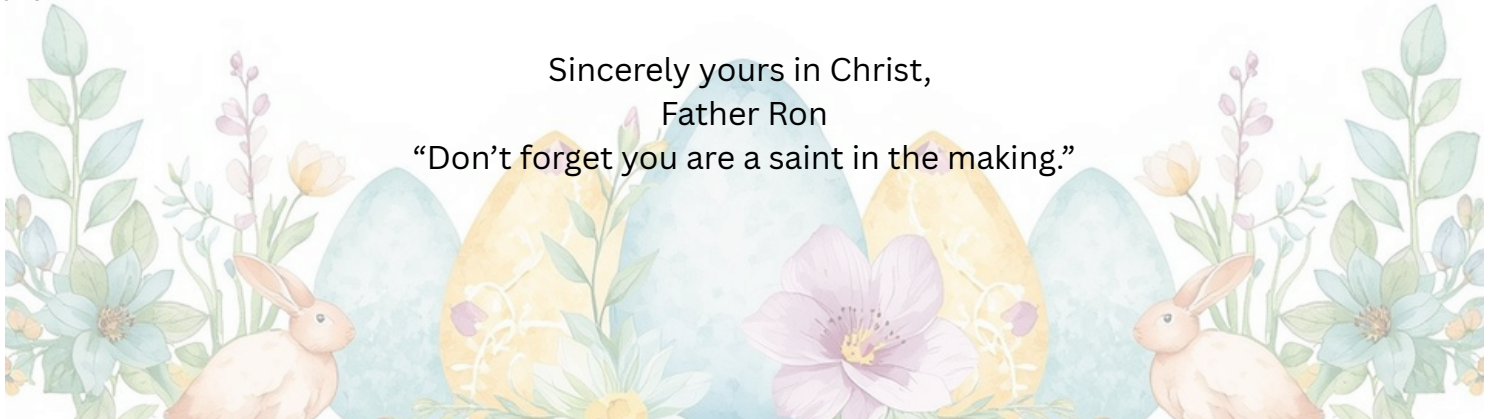 Sincerely yours in Christ,
Father Ron
“Don’t forget you are a saint in the making.”